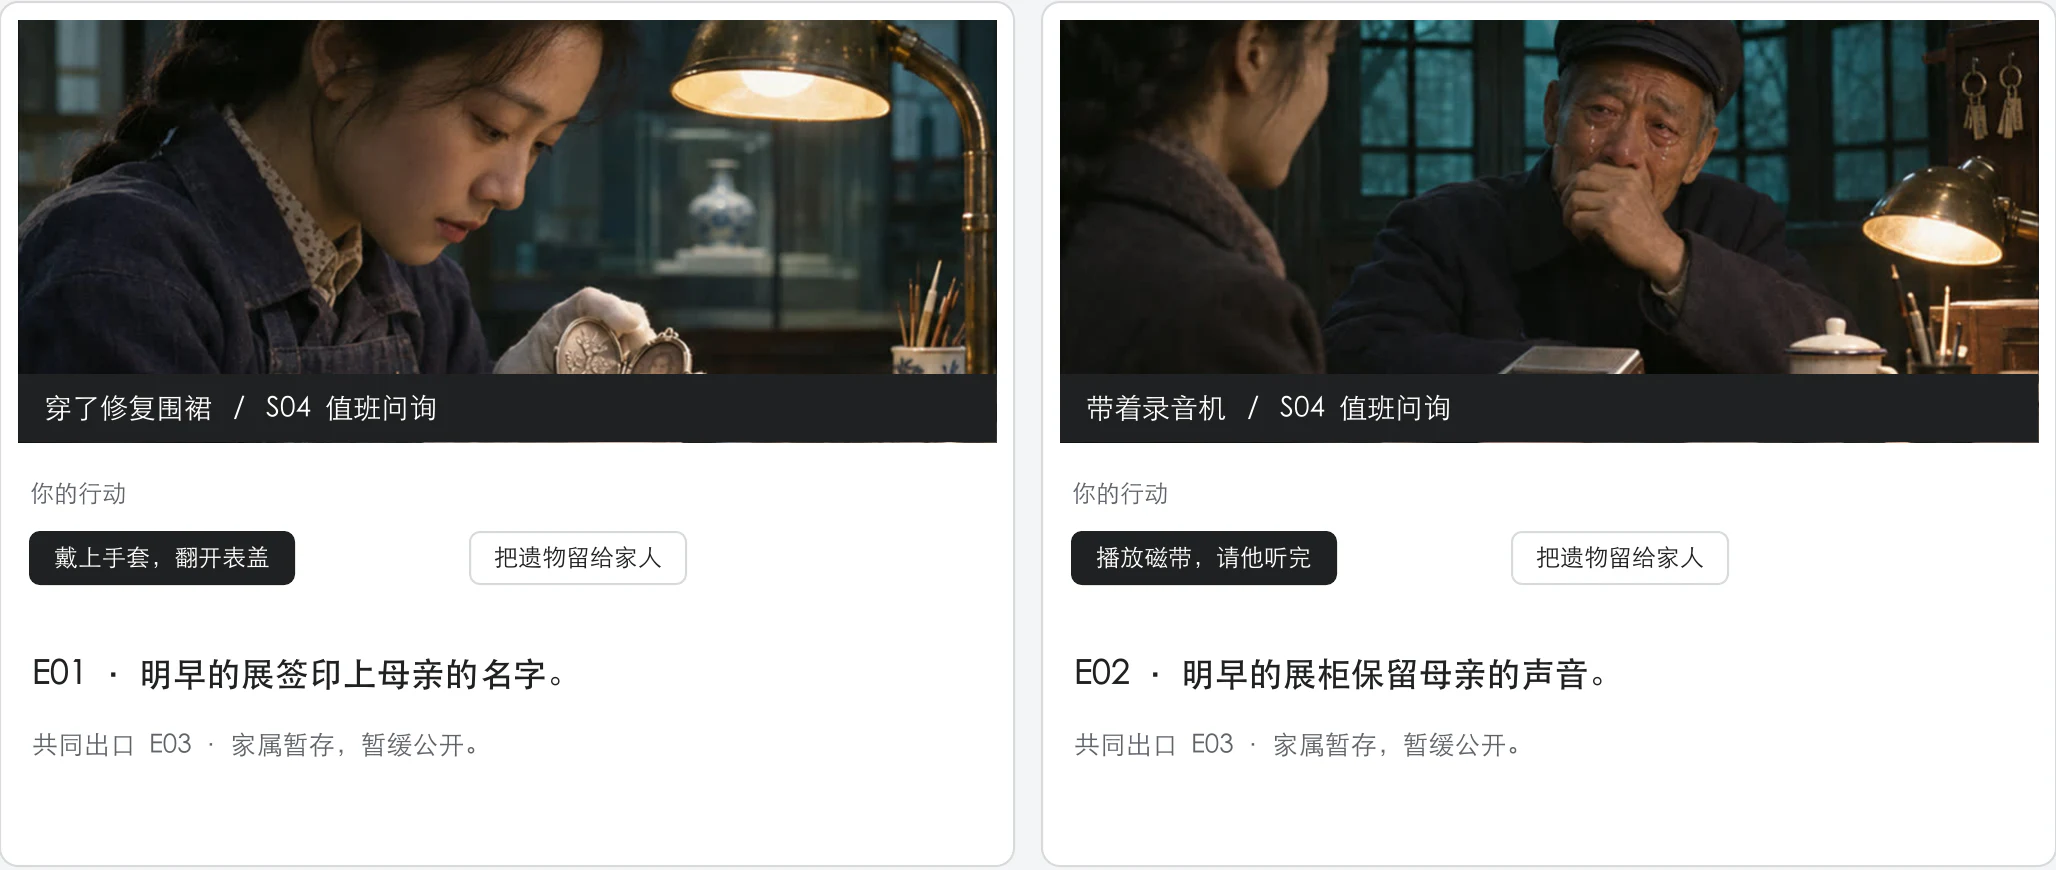 穿了修复围裙 / S04 值班问询
你的行动
戴上手套，翻开表盖
把遗物留给家人
E01 · 明早的展签印上母亲的名字。
共同出口 E03 · 家属暂存，暂缓公开。
带着录音机 / S04 值班问询
你的行动
播放磁带，请他听完
把遗物留给家人
E02 · 明早的展柜保留母亲的声音。
共同出口 E03 · 家属暂存，暂缓公开。